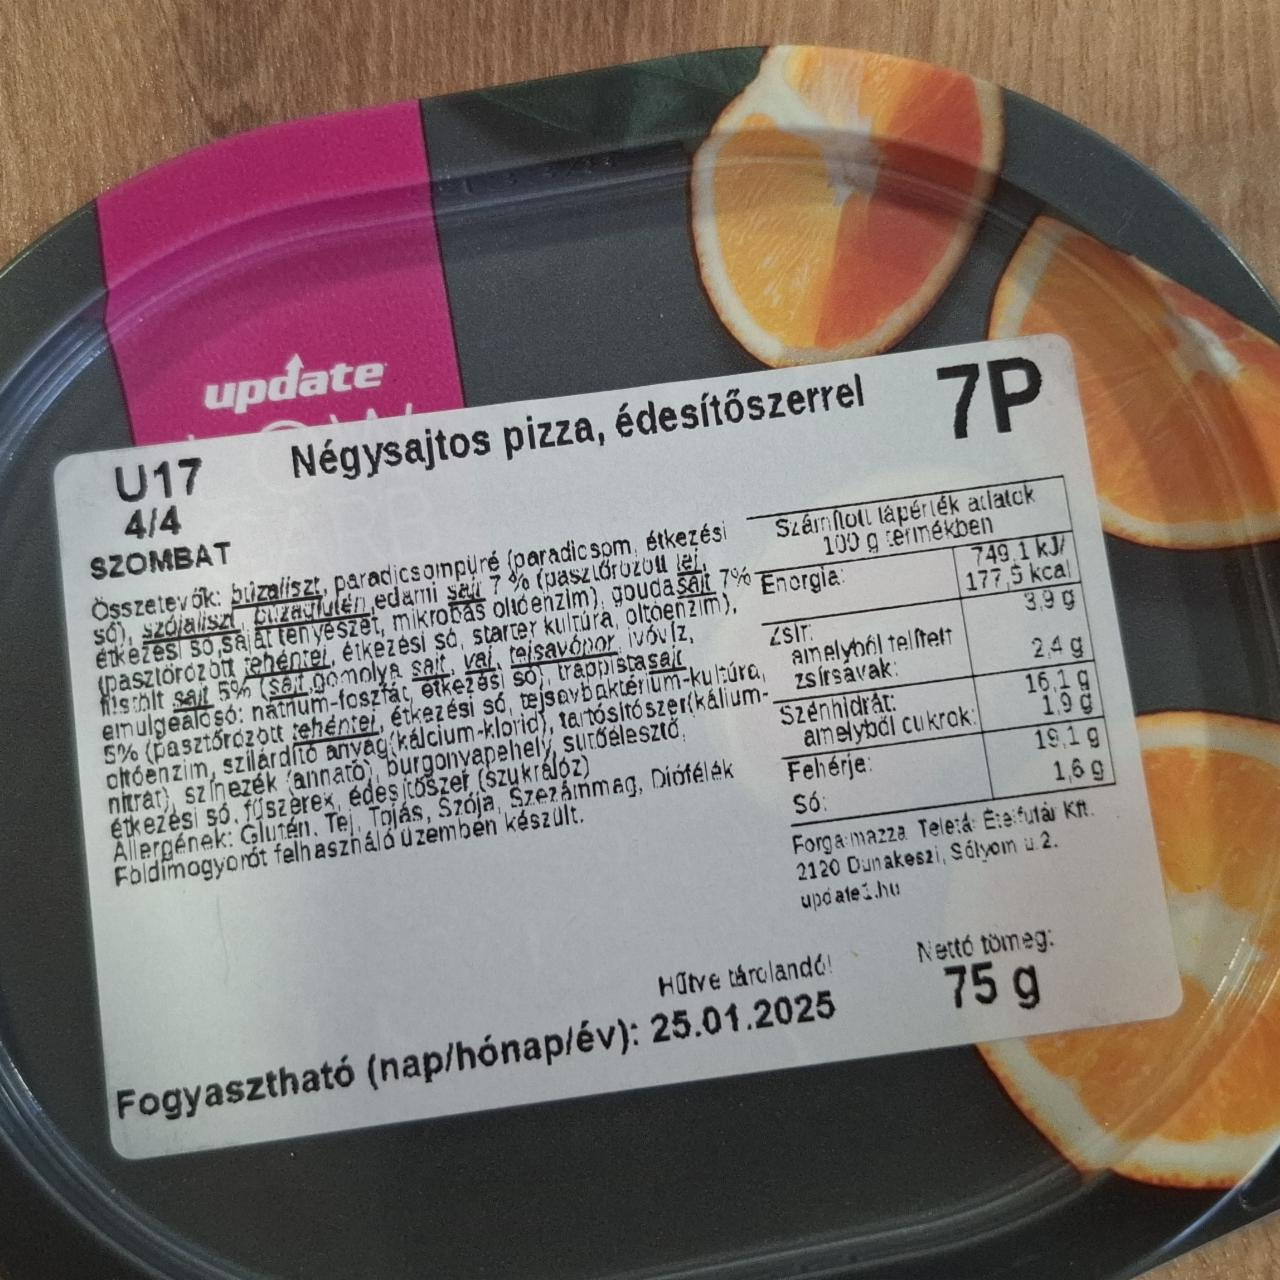 update
U17
Négysajtos pizza, édesítőszerrel
7P
4/4
SZOMBAT
Összetevők: búzaliszt, paradicsompüré (paradicsom, étkezési
só), szójaliszt, búzaglutén, edami sajt 7 % (pasztőrözött tej,
étkezési só, saját tenyészet, mikrobás oltóenzim), gouda sajt 7%
(pasztőrözött tehéntej, étkezési só, starter kultúra, oltóenzim),
füstölt sajt 5% (sajt, gomolya sajt, vaj, tejsavópor, ivóvíz,
emulgeálósó: nátrium-foszfát, étkezési só), trappista sajt
5% (pasztőrözött tehéntej, étkezési só, tejsavbaktérium-kultúra,
oltóenzim, szilárdító anyag(kálcium-klorid), tartósítószer(kálium-
nitrát), színezék (annató), burgonyapehely, sűrőélesztő,
étkezési só, fűszerek, édesítőszer (szukralóz)
Allergének: Glutén, Tej, Tojás, Szója, Szezámmag, Diófélék
Földimogyorót felhasználó üzemben készült.
Számított tápérték adatok
100 g termékben
Energia:
749,1 kJ/
177,5 kcal
Zsír:
3,9 g
amelyből telített
zsírsavak:
2,4 g
Szénhidrát:
16,1 g
amelyből cukrok:
1,9 g
Fehérje:
19,1 g
Só:
1,6 g
Forgalmazza: Teletál Ételfutár Kft.
2120 Dunakeszi, Sólyom u. 2.
update1.hu
Hűtve tárolandó!
Nettó tömeg:
75 g
Fogyasztható (nap/hónap/év): 25.01.2025